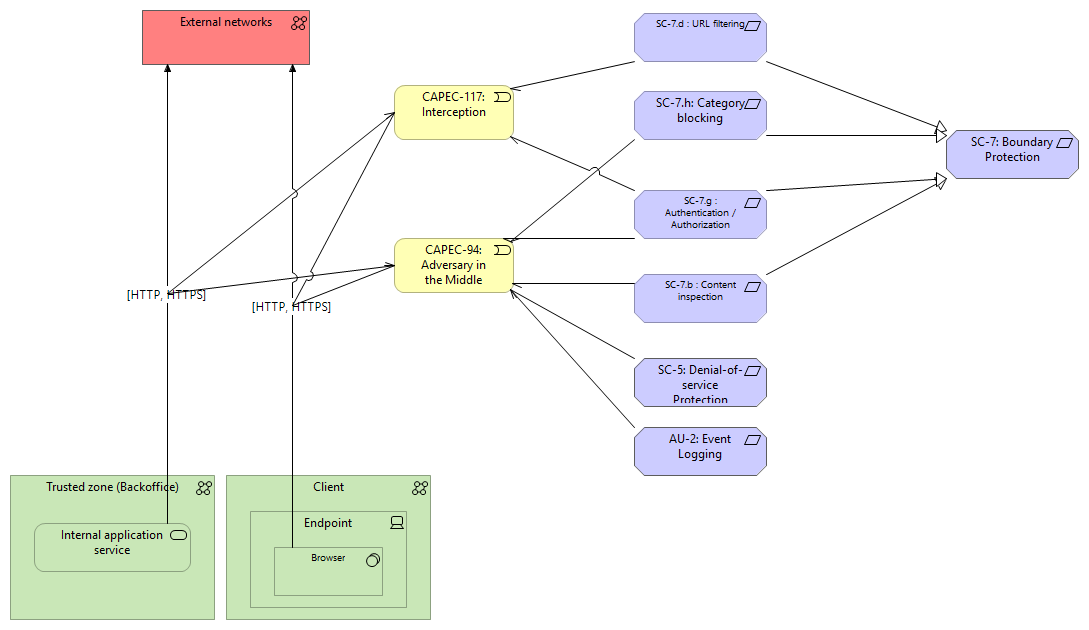 External networks
SC-7.d : URL filtering
CAPEC-117:
Interception
SC-7.h: Category
blocking
SC-7: Boundary
Protection
SC-7.g :
Authentication /
Authorization
CAPEC-94:
Adversary in
the Middle
SC-7.b : Content
inspection
[HTTP, HTTPS]
[HTTP, HTTPS]
SC-5: Denial-of-
service
Protection
AU-2: Event
Logging
Trusted zone (Backoffice)
Internal application
service
Client
Endpoint
Browser